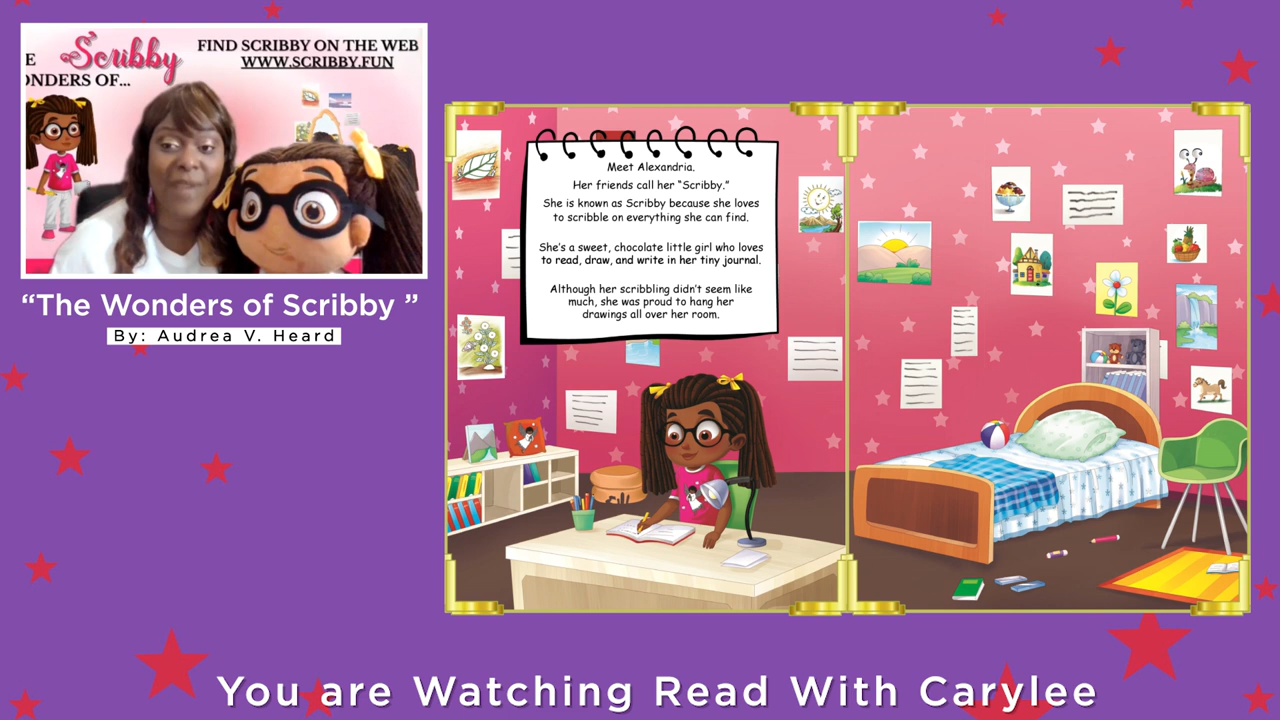 Scribby
FIND SCRIBBY ON THE WEB
WWW.SCRIBBY.FUN
E
ONDERS OF...
“The Wonders of Scribby ”
By: Audrea V. Heard
Meet Alexandria.
Her friends call her “Scribby.”
She is known as Scribby because she loves
to scribble on everything she can find.
She’s a sweet, chocolate little girl who loves
to read, draw, and write in her tiny journal.
Although her scribbling didn’t seem like
much, she was proud to hang her
drawings all over her room.
You are Watching Read With Carylee